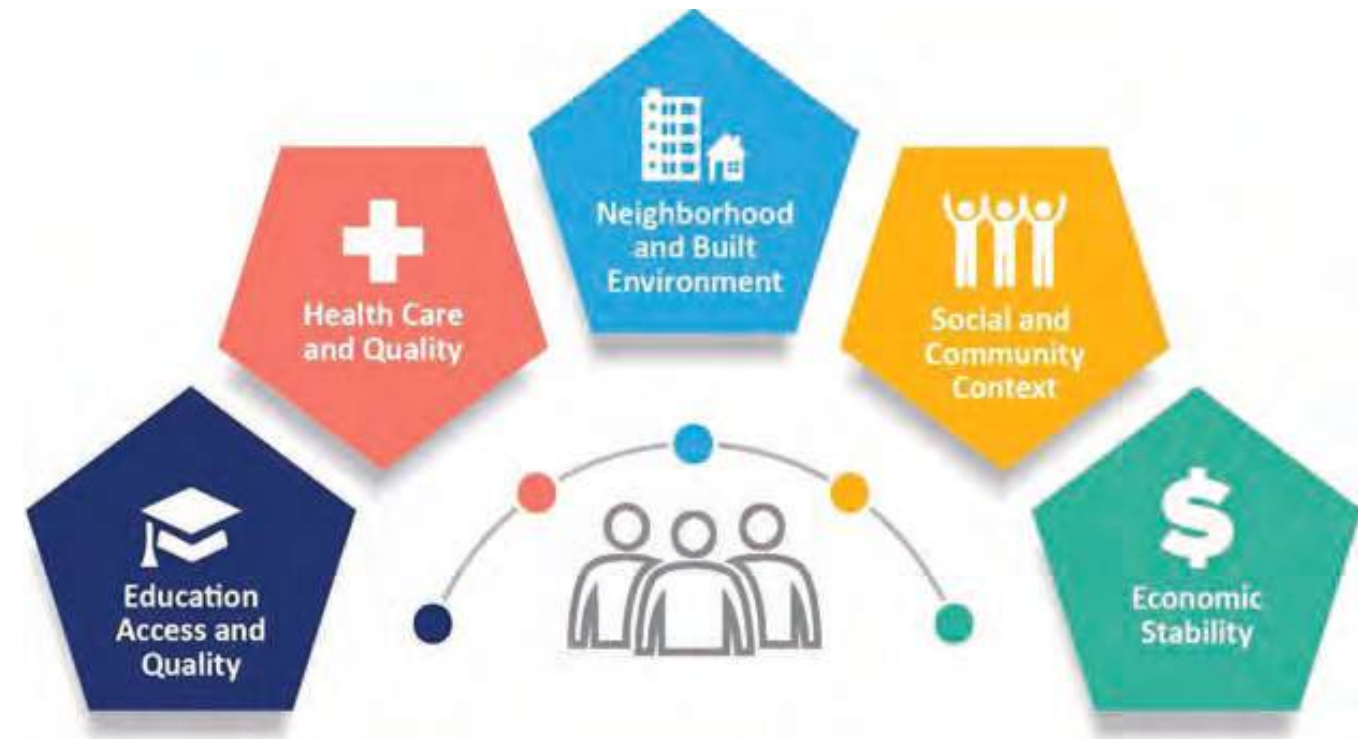 Neighborhood
and Built
Environment
Health Care
and Quality
Social and
Community
Context
Education
Access and
Quality
$
Economic
Stability